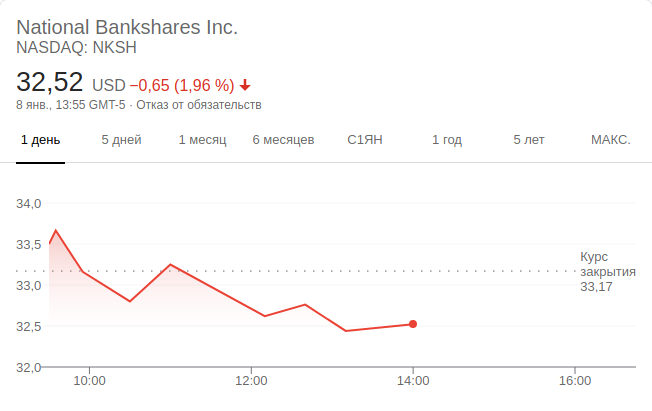 National Bankshares Inc.
NASDAQ: NKSH
32,52 USD −0,65 (1,96 %)
8 янв., 13:55 GMT-5 · Отказ от обязательств
1 день 5 дней 1 месяц 6 месяцев С1ЯН 1 год 5 лет МАКС.
34,0
33,5
33,0
32,5
32,0
Курс
закрытия
33,17
10:00 12:00 14:00 16:00